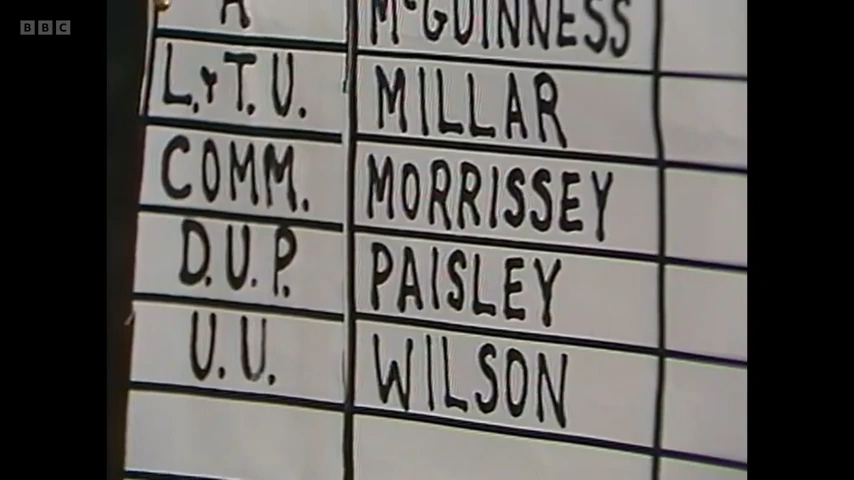 BBC
A McGUINNESS
L.&T.U. MILLAR
COMM. MORRISSEY
D.U.P. PAISLEY
U.U. WILSON